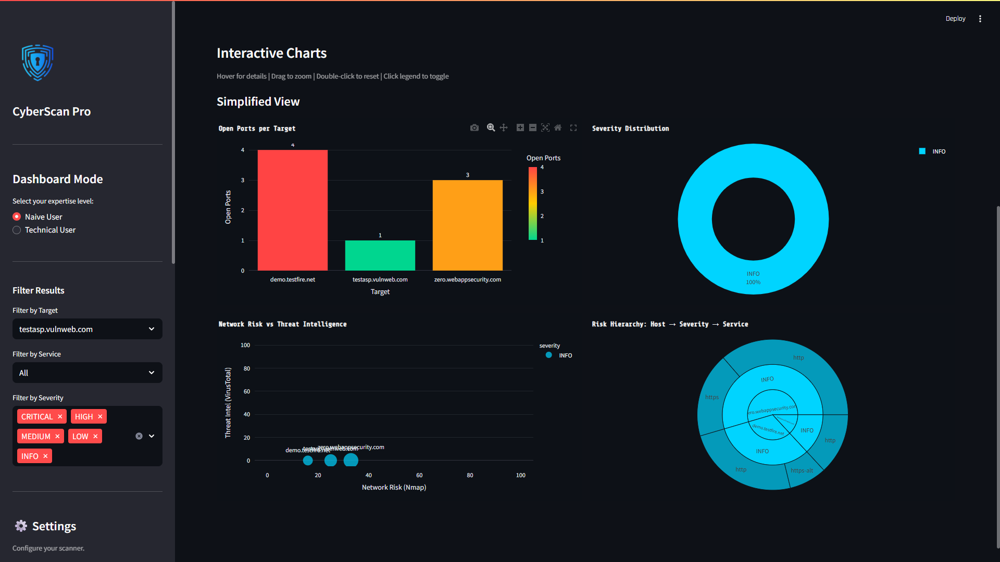 Deploy
CyberScan Pro
Dashboard Mode
Select your expertise level:
Naive User
Technical User
Filter Results
Filter by Target
testasp.vulnweb.com
Filter by Service
All
Filter by Severity
CRITICAL × HIGH ×
MEDIUM × LOW ×
INFO ×
Settings
Configure your scanner.
Interactive Charts
Hover for details | Drag to zoom | Double-click to reset | Click legend to toggle
Simplified View
Open Ports per Target
4
1
3
4
3
2
1
0
Open Ports
demo.testfire.net
testasp.vulnweb.com
zero.webappsecurity.com
Target
Open Ports
4
3
2
1
Severity Distribution
INFO
100%
INFO
Network Risk vs Threat Intelligence
100
80
60
40
20
0
Threat Intel (VirusTotal)
demo.testfire.net
testasp.vulnweb.com
zero.webappsecurity.com
0
20
40
60
80
100
Network Risk (Nmap)
severity
INFO
Risk Hierarchy: Host → Severity → Service
http
INFO
https
ero.webappsecurity.com
demo.testfire.net
INFO
http
INFO
http
https-alt